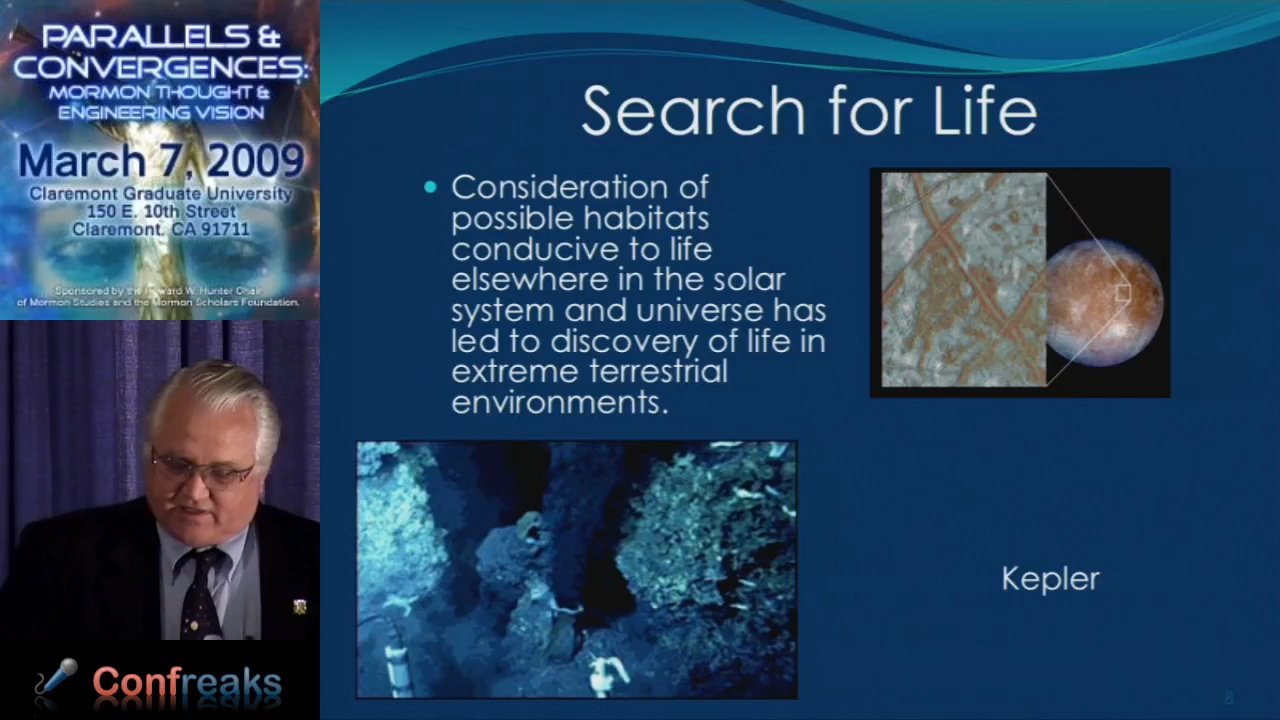 PARALLELS &
CONVERGENCES:
MORMON THOUGHT &
ENGINEERING VISION
March 7, 2009
Claremont Graduate University
150 E. 10th Street
Claremont, CA 91711
Sponsored by the Howard W. Hunter Chair
of Mormon Studies and the Mormon Scholars Foundation.
Search for Life
• Consideration of
possible habitats
conducive to life
elsewhere in the solar
system and universe has
led to discovery of life in
extreme terrestrial
environments.
Kepler
Confreaks
8